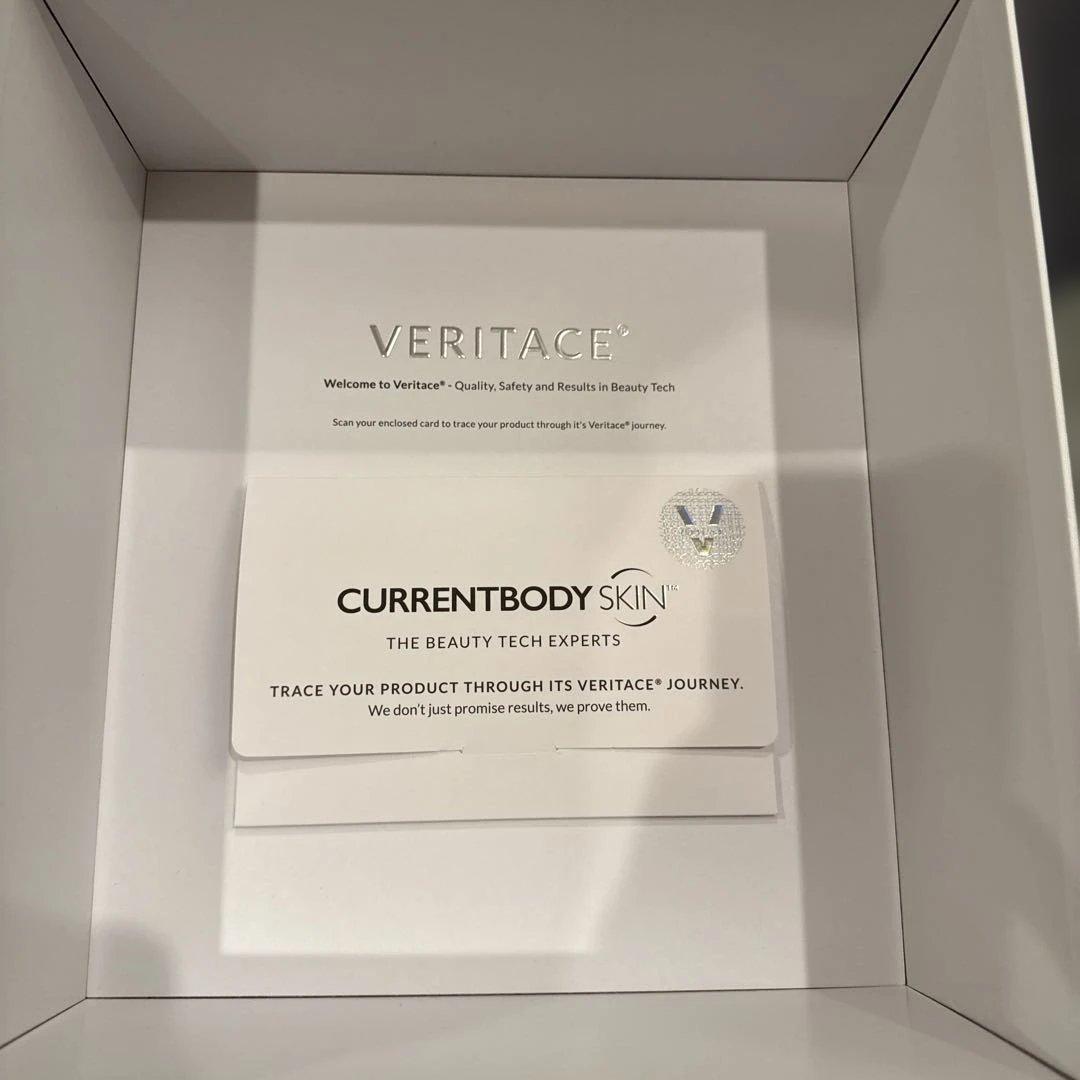 VERITACE®
Welcome to Veritace® - Quality, Safety and Results in Beauty Tech
Scan your enclosed card to trace your product through it's Veritace® journey.
CURRENTBODY SKIN™
THE BEAUTY TECH EXPERTS
TRACE YOUR PRODUCT THROUGH ITS VERITACE® JOURNEY.
We don't just promise results, we prove them.